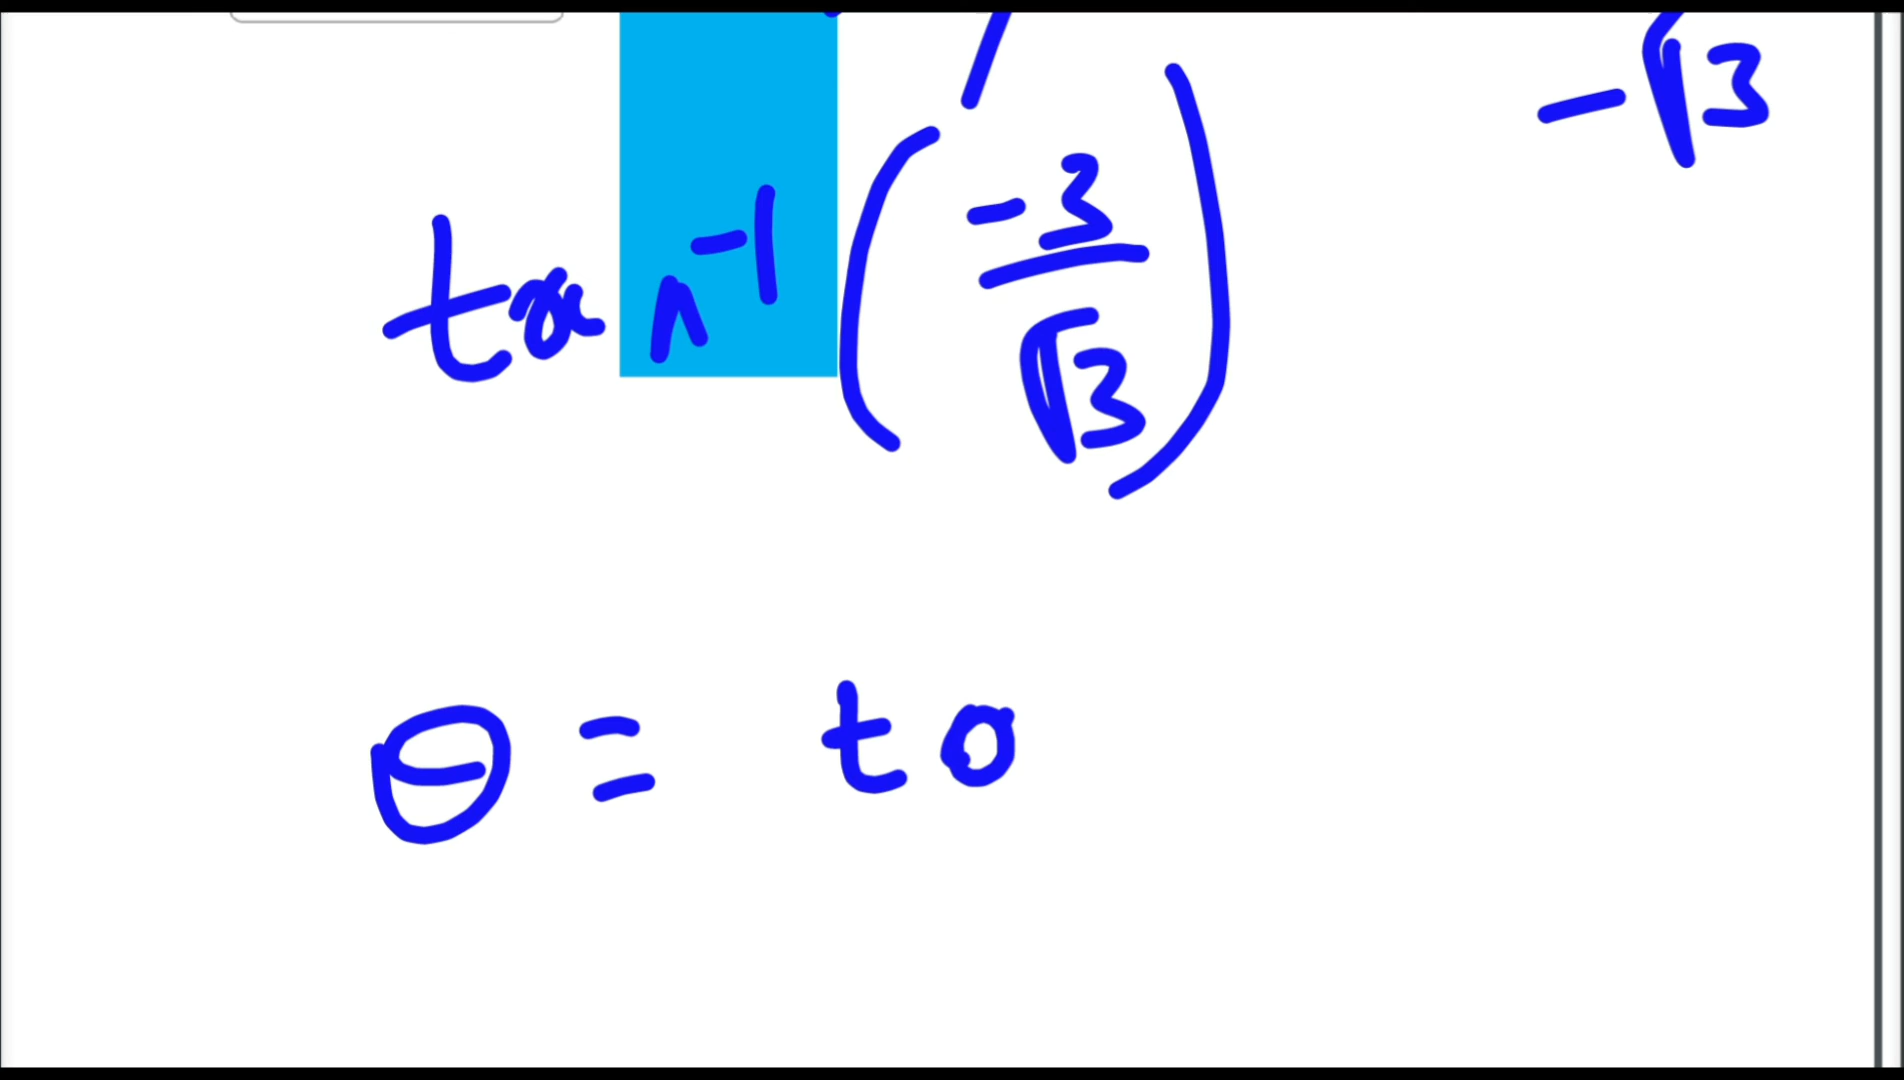 -√3
tan⁻¹(-3/√3)
θ = to